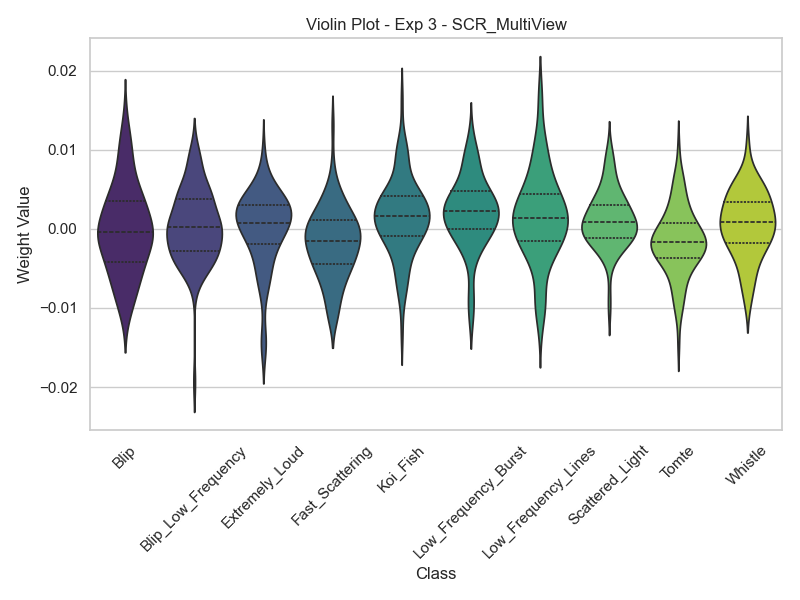 Violin Plot - Exp 3 - SCR_MultiView
Weight Value
0.02
0.01
0.00
−0.01
−0.02
Blip
Blip_Low_Frequency
Extremely_Loud
Fast_Scattering
Koi_Fish
Low_Frequency_Burst
Low_Frequency_Lines
Scattered_Light
Tomte
Whistle
Class